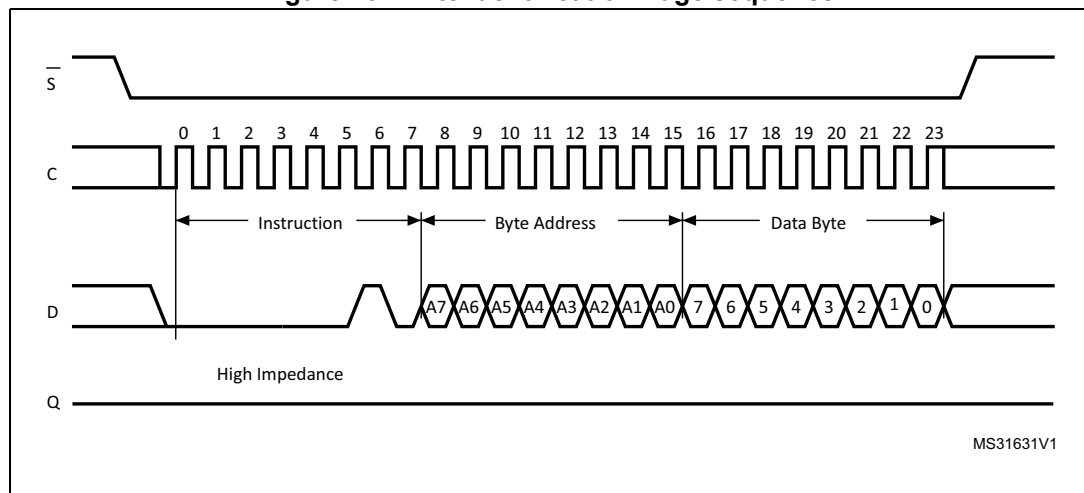 S
0 1 2 3 4 5 6 7 8 9 10 11 12 13 14 15 16 17 18 19 20 21 22 23
C
Instruction Byte Address Data Byte
D A7 A6 A5 A4 A3 A2 A1 A0 7 6 5 4 3 2 1 0
High Impedance
Q
MS31631V1